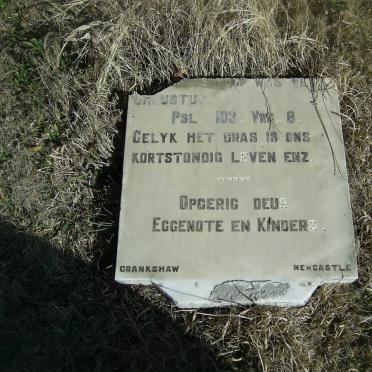 WAS
PSL. 103. VRS. 8.
GELYK HET GRAS IS ONS
KORTSTONDIG LEVEN ENZ.
OPGERIG DEUR
EGGENOTE EN KINDERS.
CRANKSHAW NEWCASTLE